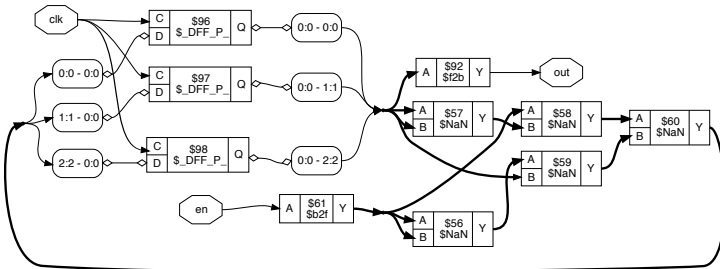 clk
C
D
$96
$_DFF_P_
Q
0:0 - 0:0
0:0 - 0:0
C
D
$97
$_DFF_P_
Q
0:0 - 1:1
1:1 - 0:0
C
D
$98
$_DFF_P_
Q
0:0 - 2:2
2:2 - 0:0
A
$92
$f2b
Y
out
A
B
$57
$NaN
Y
A
B
$58
$NaN
Y
A
B
$60
$NaN
Y
A
B
$59
$NaN
Y
en
A
$61
$b2f
Y
A
B
$56
$NaN
Y